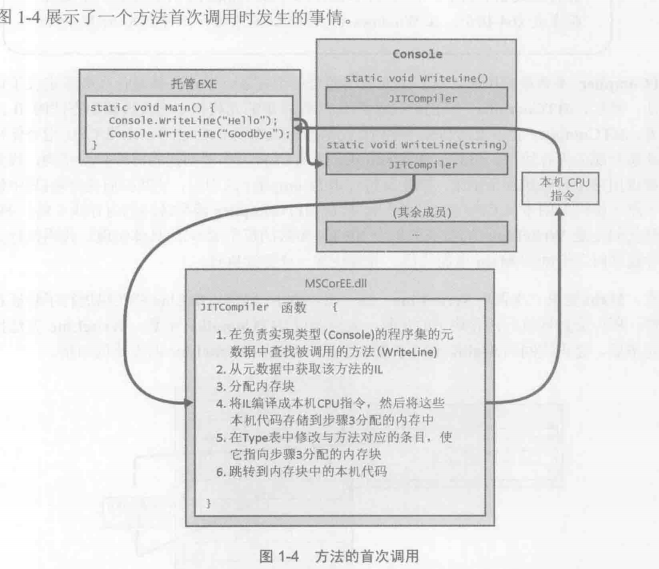 图 1-4 展示了一个方法首次调用时发生的事情。
托管 EXE
static void Main() {
Console.WriteLine("Hello");
Console.WriteLine("Goodbye");
}
Console
static void WriteLine()
JITCompiler
static void WriteLine(string)
JITCompiler
(其余成员)
本机 CPU
指令
MSCorEE.dll
JITCompiler 函数 {
1. 在负责实现类型(Console)的程序集的元
数据中查找被调用的方法(WriteLine)
2. 从元数据中获取该方法的IL
3. 分配内存块
4. 将IL编译成本机CPU指令，然后将这些
本机代码存储到步骤3分配的内存中
5. 在Type表中修改与方法对应的条目，使
它指向步骤3分配的内存块
6. 跳转到内存块中的本机代码
}
图 1-4 方法的首次调用